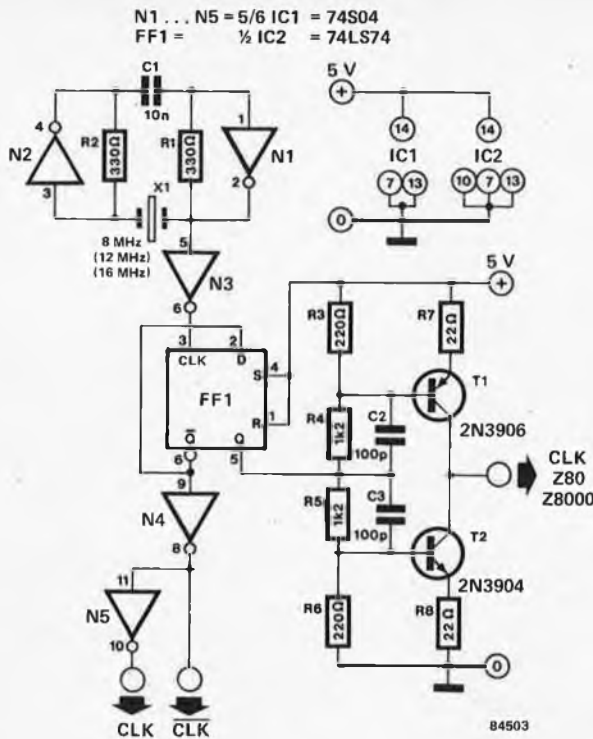 N1 ... N5 = 5/6 IC1 = 74S04
FF1 = ½ IC2 = 74LS74
C1
10n
4
N2
3
R2
330Ω
R1
330Ω
1
N1
2
X1
8 MHz
(12 MHz)
(16 MHz)
5
N3
6
5 V
+
14
14
IC1
IC2
7
13
10
7
13
0
3
2
CLK
D
S
4
FF1
R
1
Q̅
Q
6
5
9
N4
8
11
N5
10
CLK
C̅L̅K̅
5 V
+
R3
220Ω
R7
22Ω
T1
2N3906
R4
1k2
C2
100p
R5
1k2
C3
100p
CLK
Z80
Z8000
T2
2N3904
R6
220Ω
R8
22Ω
0
84503